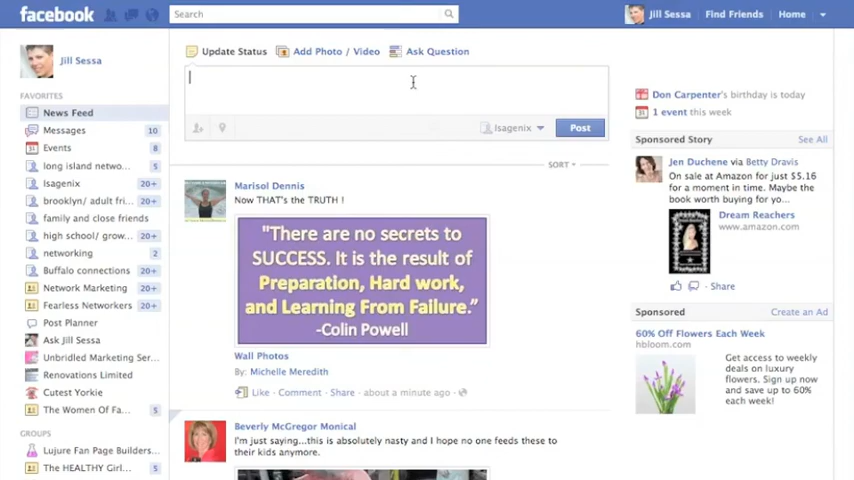 facebook
Search
Jill Sessa
Find Friends
Home
Jill Sessa
FAVORITES
News Feed
Messages 10
Events 8
long island netwo... 5
Isagenix 20+
brooklyn/ adult fri... 20+
family and close friends
high school/ grow... 20+
networking 2
Buffalo connections 20+
Network Marketing 20+
Fearless Networkers 20+
Post Planner
Ask Jill Sessa
Unbridled Marketing Ser...
Renovations Limited
Cutest Yorkie
The Women Of Fa... 5
GROUPS
Lujure Fan Page Builders...
The HEALTHY Girl... 5
Update Status
Add Photo / Video
Ask Question
Isagenix
Post
SORT
Marisol Dennis
Now THAT's the TRUTH !
"There are no secrets to
SUCCESS. It is the result of
Preparation, Hard work,
and Learning From Failure."
-Colin Powell
Wall Photos
By: Michelle Meredith
Like · Comment · Share · about a minute ago ·
Beverly McGregor Monical
I'm just saying...this is absolutely nasty and I hope no one feeds these to
their kids anymore.
Don Carpenter's birthday is today
1 event this week
Sponsored Story
See All
Jen Duchene via Betty Dravis
On sale at Amazon for just $5.16
for a moment in time. Maybe the
book worth buying for yo...
Dream Reachers
www.amazon.com
Share
Sponsored
Create an Ad
60% Off Flowers Each Week
hbloom.com
Get access to weekly
deals on luxury
flowers. Sign up now
and save up to 60%
each week!